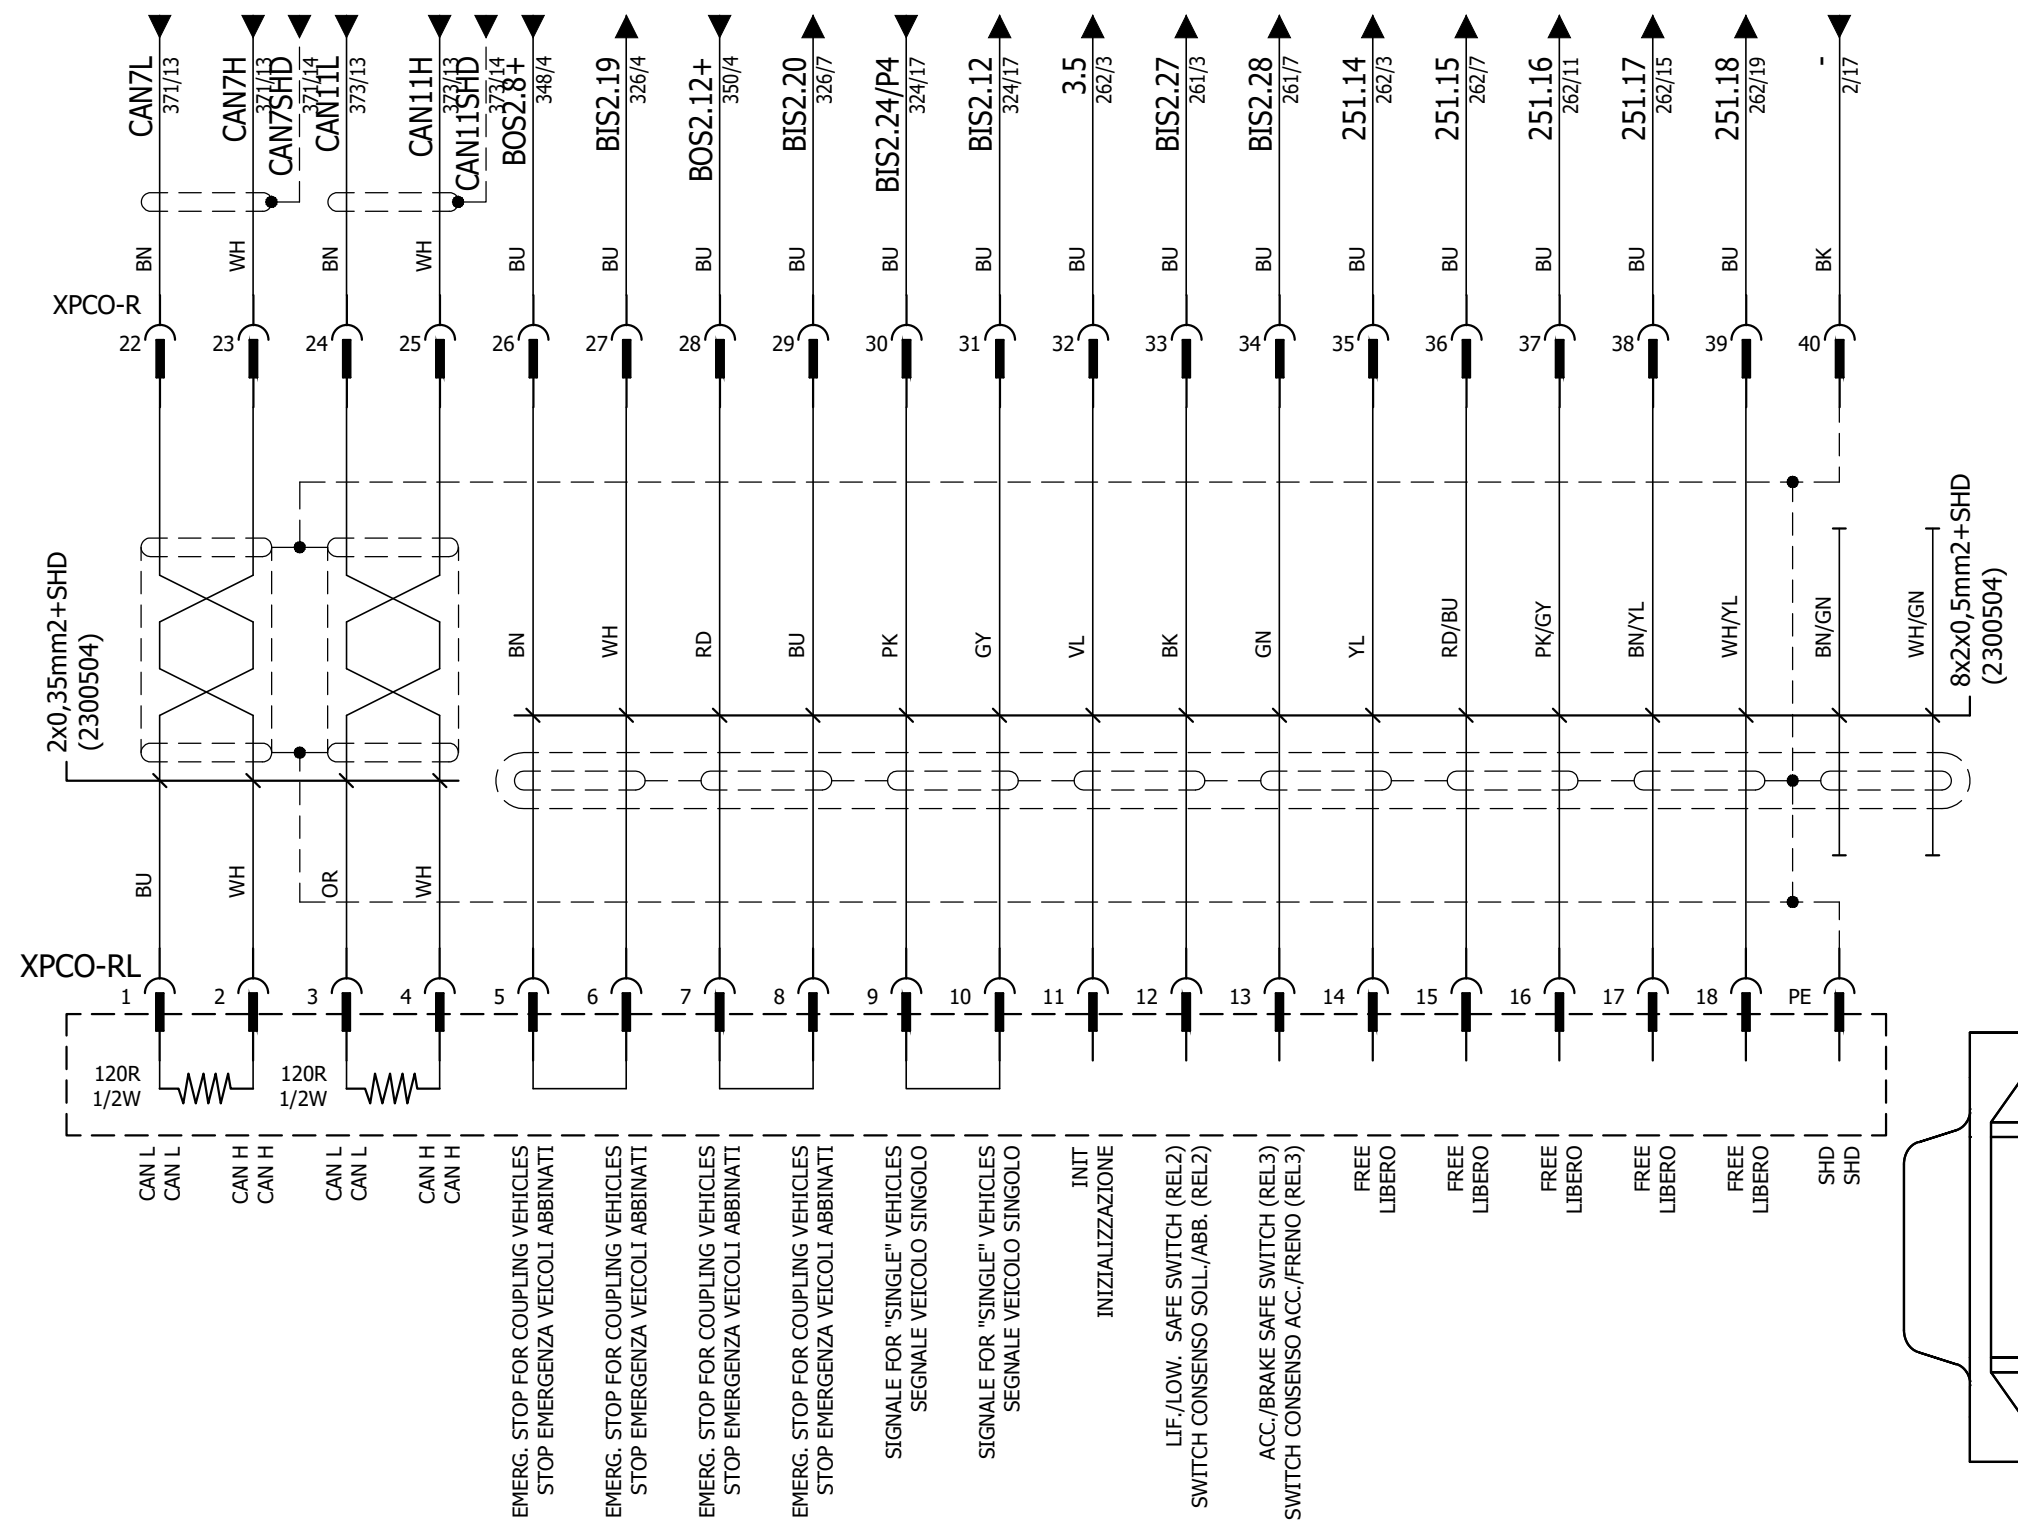 CAN7L
371/13
CAN7H
371/13
CAN7SHD
371/14
CAN11L
373/13
CAN11H
373/13
CAN11SHD
373/14
BOS2.8+
348/4
BIS2.19
326/4
BOS2.12+
350/4
BIS2.20
326/7
BIS2.24/P4
324/17
BIS2.12
324/17
3.5
262/3
BIS2.27
261/3
BIS2.28
261/7
251.14
262/3
251.15
262/7
251.16
262/11
251.17
262/15
251.18
262/19
-
2/17
BN
WH
BN
WH
BU
BU
BU
BU
BU
BU
BU
BU
BU
BU
BU
BU
BU
BU
BK
XPCO-R
22
23
24
25
26
27
28
29
30
31
32
33
34
35
36
37
38
39
40
2x0,35mm2+SHD
(2300504)
BN
WH
RD
BU
PK
GY
VL
BK
GN
YL
RD/BU
PK/GY
BN/YL
WH/YL
BN/GN
WH/GN
8x2x0,5mm2+SHD
(2300504)
BU
WH
OR
WH
XPCO-RL
1
2
3
4
5
6
7
8
9
10
11
12
13
14
15
16
17
18
PE
120R
1/2W
120R
1/2W
CAN L
CAN L
CAN H
CAN H
CAN L
CAN L
CAN H
CAN H
EMERG. STOP FOR COUPLING VEHICLES
STOP EMERGENZA VEICOLI ABBINATI
EMERG. STOP FOR COUPLING VEHICLES
STOP EMERGENZA VEICOLI ABBINATI
EMERG. STOP FOR COUPLING VEHICLES
STOP EMERGENZA VEICOLI ABBINATI
EMERG. STOP FOR COUPLING VEHICLES
STOP EMERGENZA VEICOLI ABBINATI
SIGNALE FOR "SINGLE" VEHICLES
SEGNALE VEICOLO SINGOLO
SIGNALE FOR "SINGLE" VEHICLES
SEGNALE VEICOLO SINGOLO
INIT
INIZIALIZZAZIONE
LIF./LOW. SAFE SWITCH (REL2)
SWITCH CONSENSO SOLL./ABB. (REL2)
ACC./BRAKE SAFE SWITCH (REL3)
SWITCH CONSENSO ACC./FRENO (REL3)
FREE
LIBERO
FREE
LIBERO
FREE
LIBERO
FREE
LIBERO
FREE
LIBERO
SHD
SHD